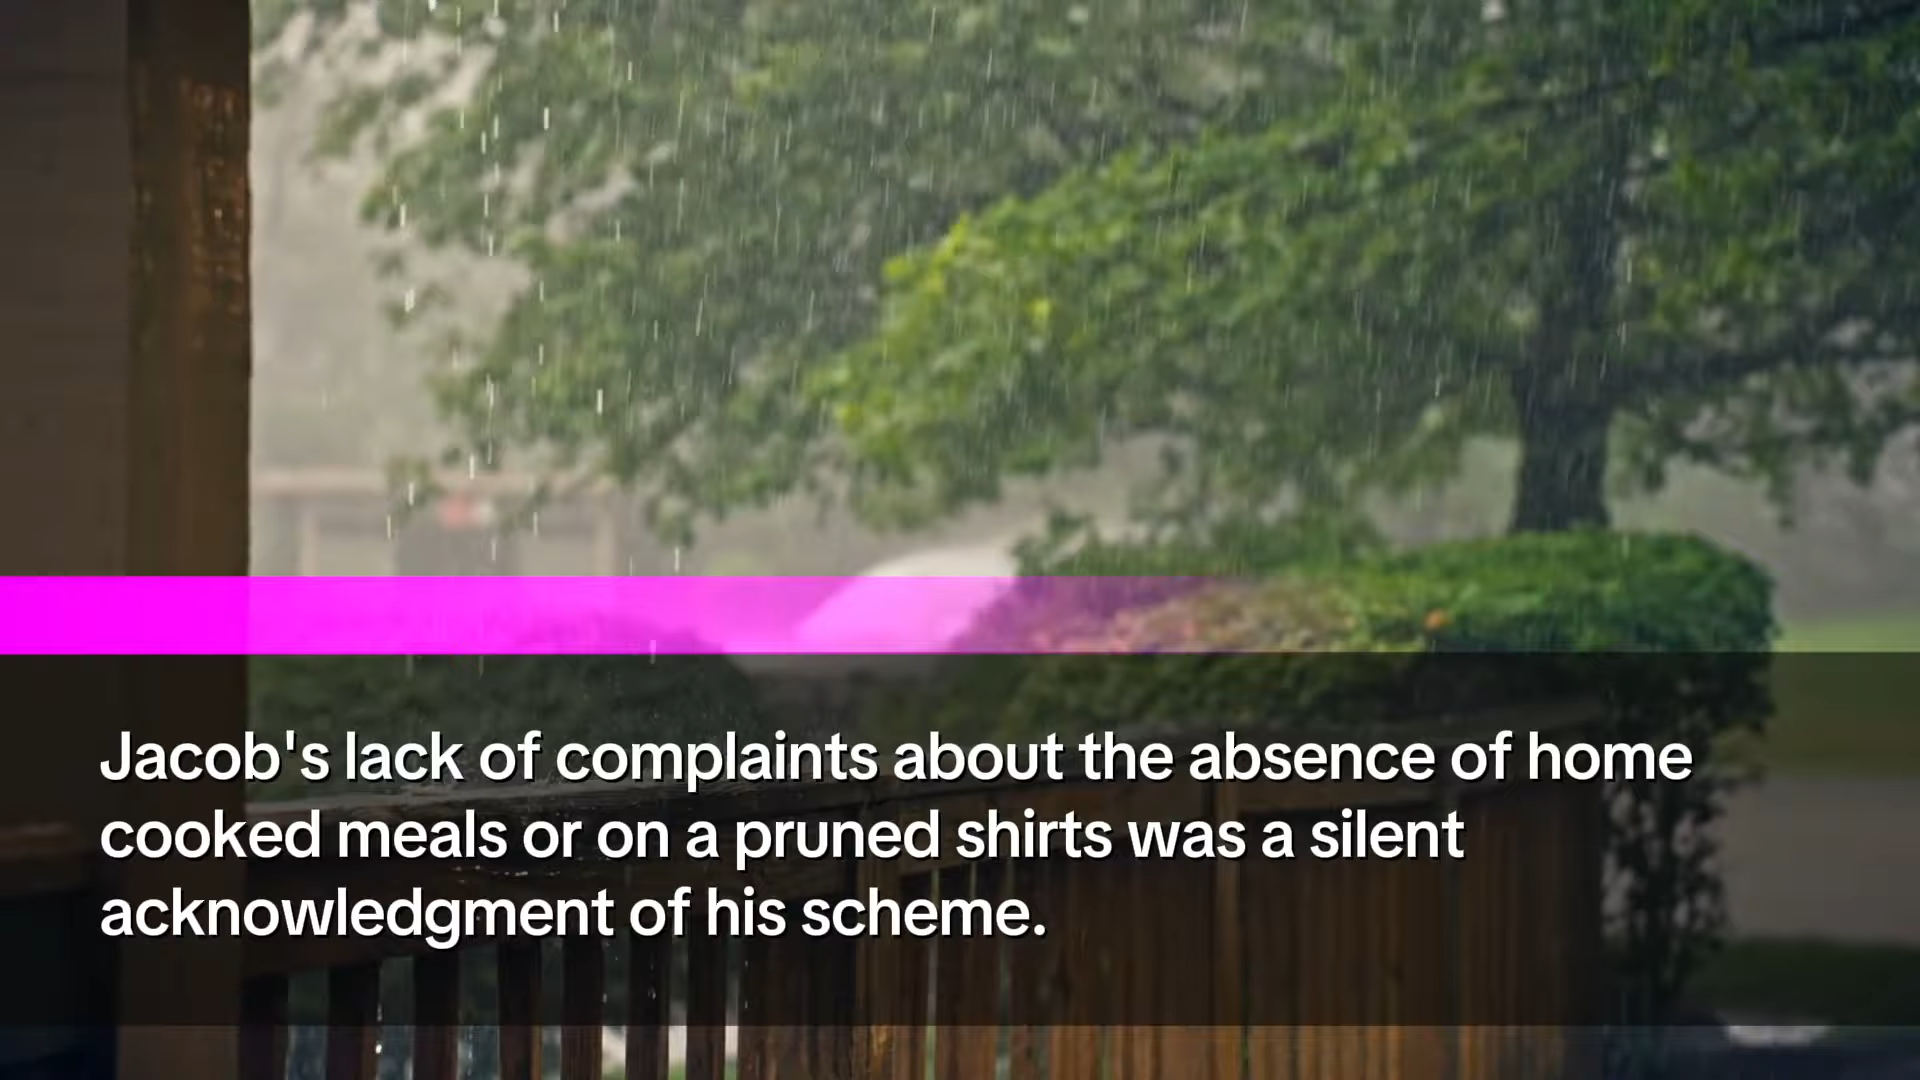 Jacob's lack of complaints about the absence of home
cooked meals or on a pruned shirts was a silent
acknowledgment of his scheme.